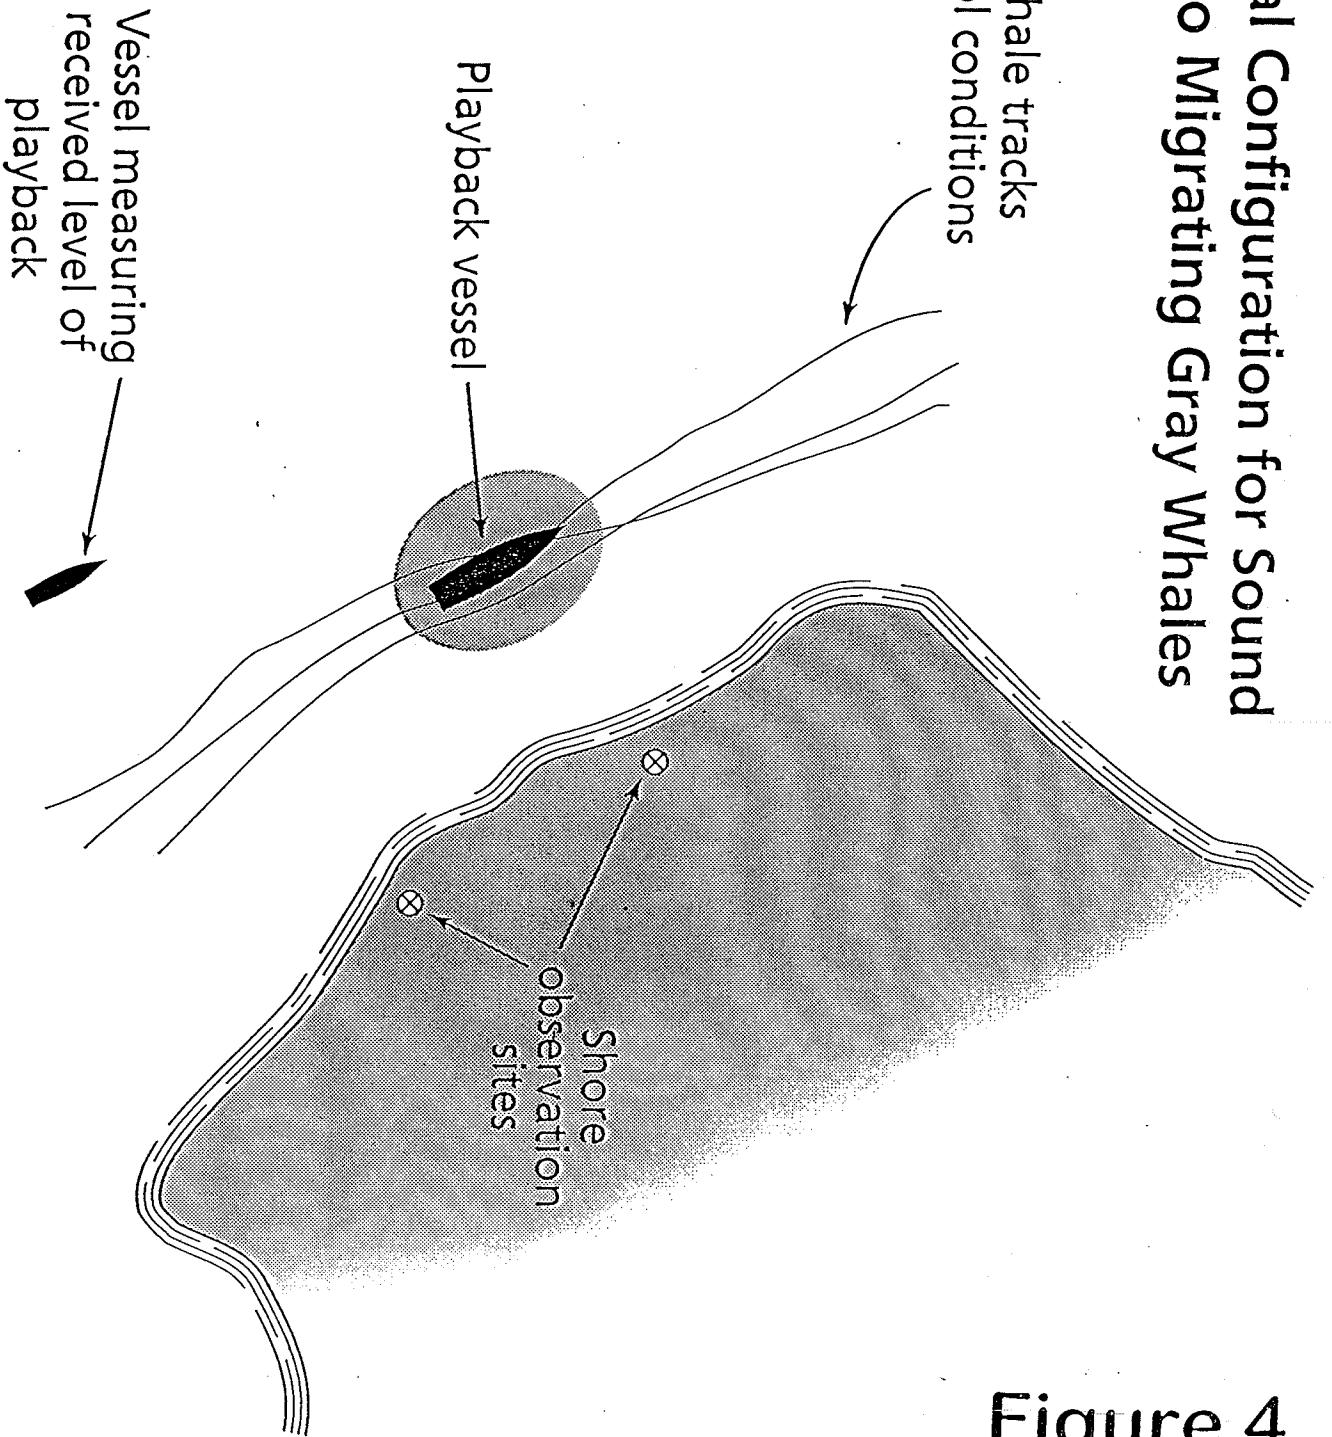 al Configuration for Sound
o Migrating Gray Whales
hale tracks
ol conditions
Playback vessel
Vessel measuring
received level of
playback
Shore
observation
sites
Figure 4